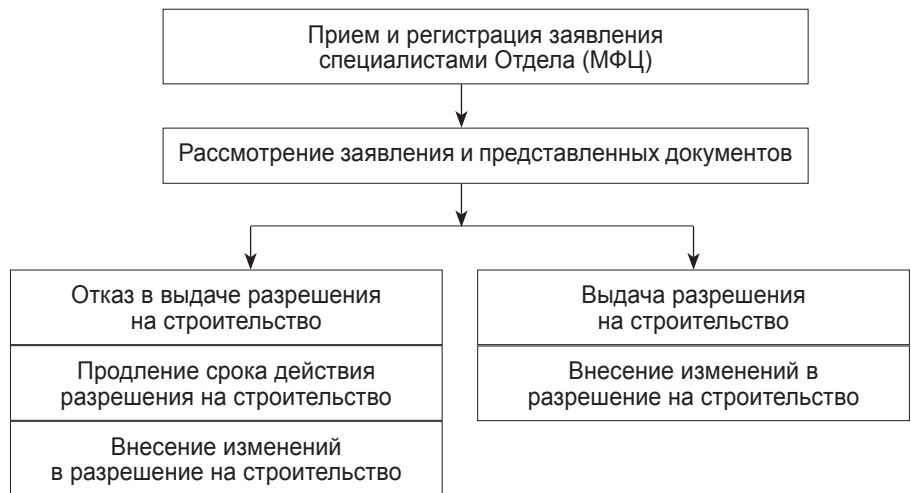 Прием и регистрация заявления
специалистами Отдела (МФЦ)
Рассмотрение заявления и представленных документов
Отказ в выдаче разрешения
на строительство
Продление срока действия
разрешения на строительство
Внесение изменений
в разрешение на строительство
Выдача разрешения
на строительство
Внесение изменений в
разрешение на строительство